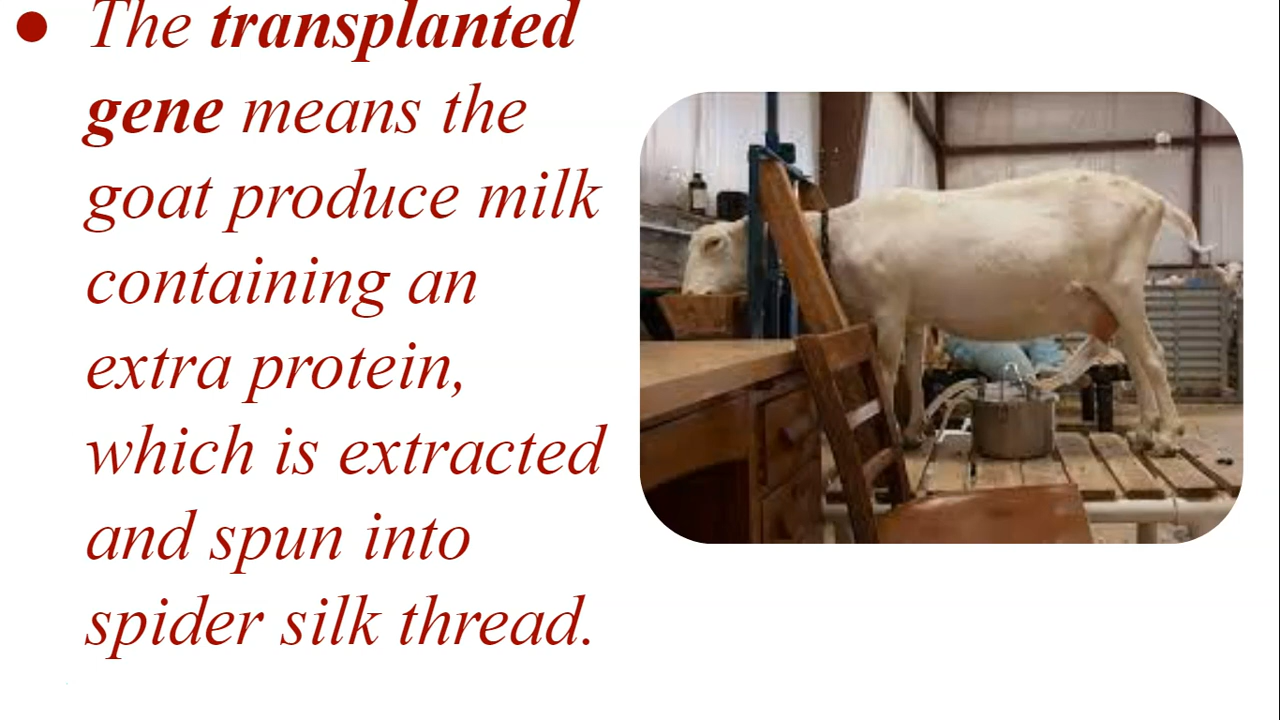 ● The transplanted
gene means the
goat produce milk
containing an
extra protein,
which is extracted
and spun into
spider silk thread.